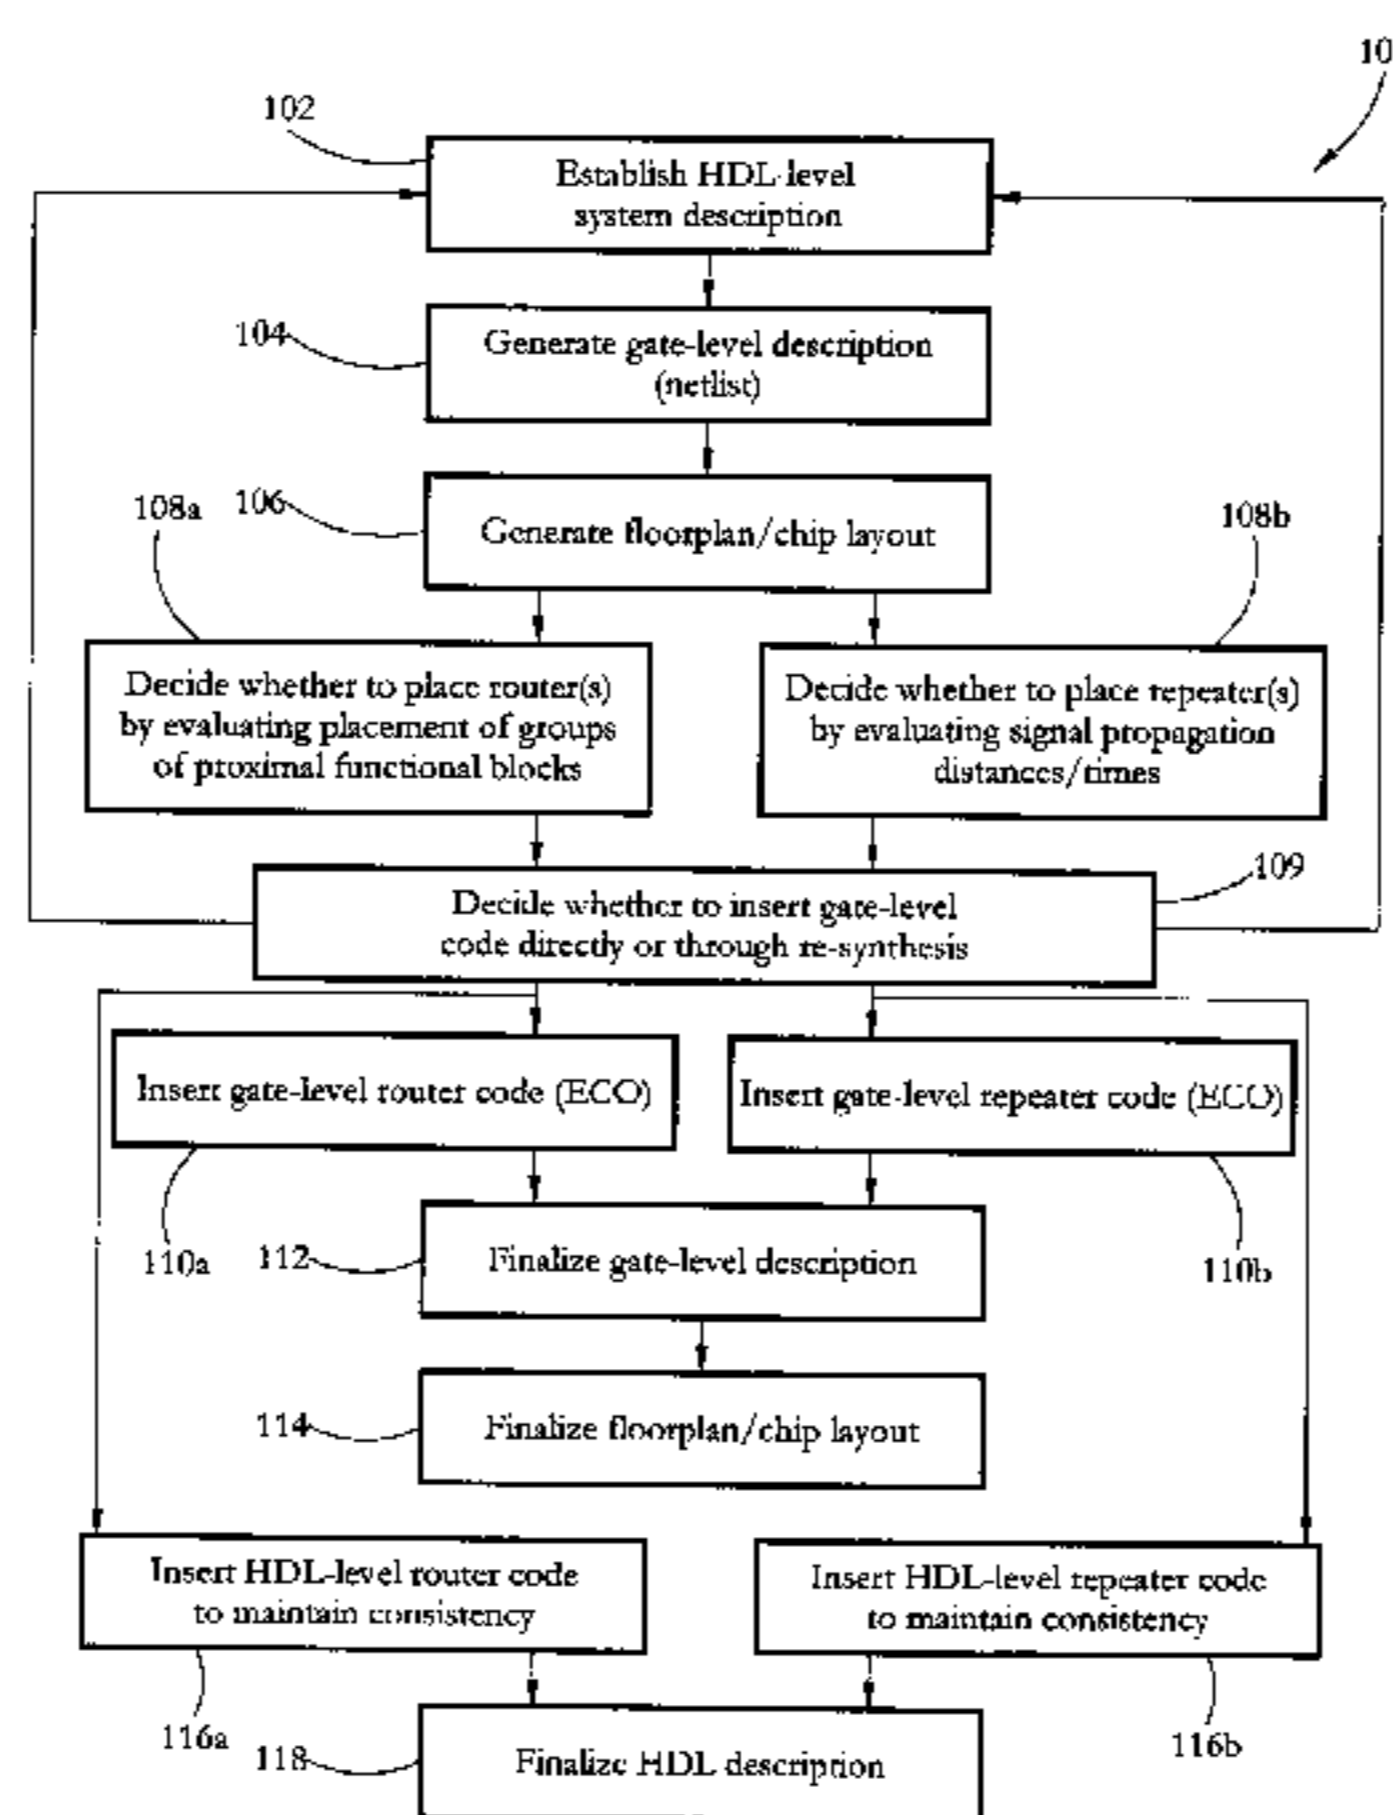 10
102
Establish HDL-level
system description
104
Generate gate-level description
(netlist)
108a
106
Generate floorplan/chip layout
108b
Decide whether to place router(s)
by evaluating placement of groups
of proximal functional blocks
Decide whether to place repeater(s)
by evaluating signal propagation
distances/times
109
Decide whether to insert gate-level
code directly or through re-synthesis
Insert gate-level router code (ECO)
Insert gate-level repeater code (ECO)
110a
112
Finalize gate-level description
110b
114
Finalize floorplan/chip layout
Insert HDL-level router code
to maintain consistency
Insert HDL-level repeater code
to maintain consistency
116a
116b
118
Finalize HDL description